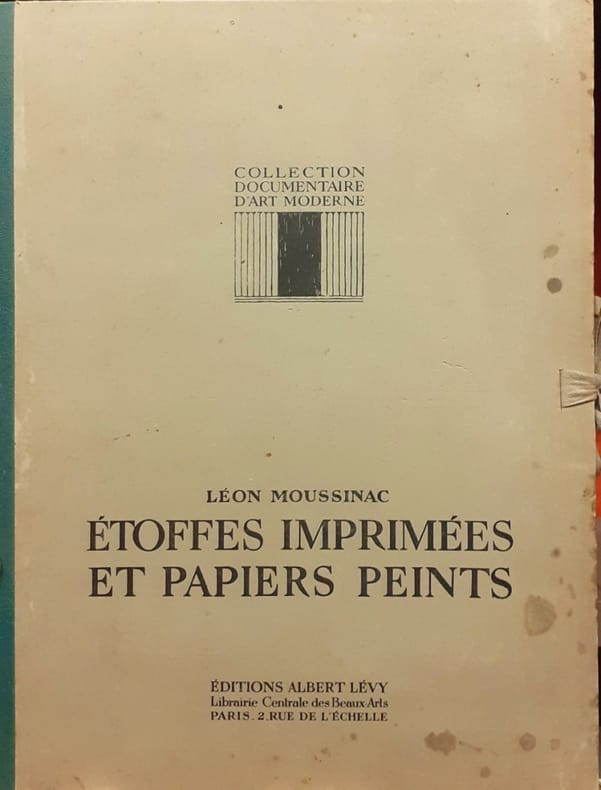 COLLECTION
DOCUMENTAIRE
D'ART MODERNE
LÉON MOUSSINAC
ÉTOFFES IMPRIMÉES
ET PAPIERS PEINTS
ÉDITIONS ALBERT LÉVY
Librairie Centrale des Beaux-Arts
PARIS. 2, RUE DE L'ÉCHELLE